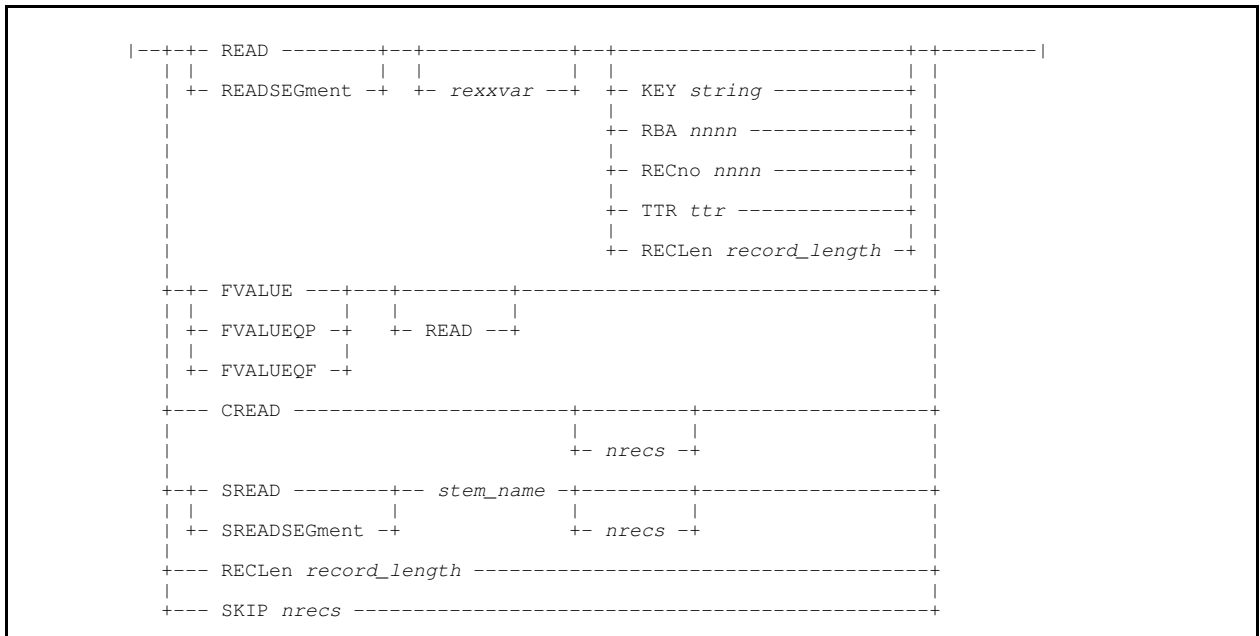 |--+-+- READ --------+--+------------+--+------------------------+-+--------|
   | |               |  |            |  |                        | |
   | +- READSEGment -+  +- rexxvar --+  +- KEY string -----------+ |
   |                                    |                        | |
   |                                    +- RBA nnnn -------------+ |
   |                                    |                        | |
   |                                    +- RECno nnnn -----------+ |
   |                                    |                        | |
   |                                    +- TTR ttr --------------+ |
   |                                    |                        | |
   |                                    +- RECLen record_length -+ |
   |                                                               |
   +-+- FVALUE ---+---+---------+----------------------------------+
   | |            |   |         |                                  |
   | +- FVALUEQP -+   +- READ --+                                  |
   | |            |                                                |
   | +- FVALUEQF -+                                                |
   |                                                               |
   +--- CREAD -----------------------+---------+-------------------+
   |                                 |         |                   |
   |                                 +- nrecs -+                   |
   |                                                               |
   +-+- SREAD --------+-- stem_name -+---------+-------------------+
   | |                |              |         |                   |
   | +- SREADSEGment -+              +- nrecs -+                   |
   |                                                               |
   +--- RECLen record_length --------------------------------------+
   |                                                               |
   +--- SKIP nrecs ------------------------------------------------+